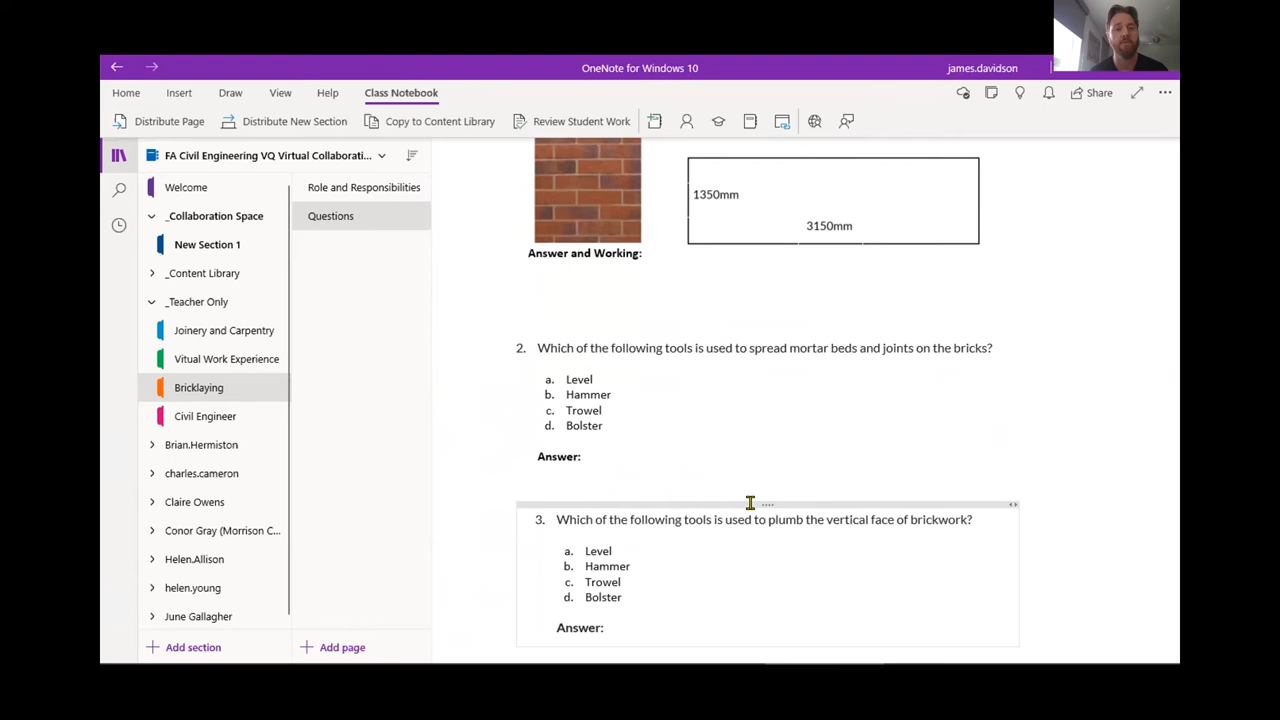 OneNote for Windows 10
james.davidson
Home Insert Draw View Help Class Notebook
Share
Distribute Page Distribute New Section Copy to Content Library Review Student Work
FA Civil Engineering VQ Virtual Collaborati...
Welcome
_Collaboration Space
New Section 1
_Content Library
_Teacher Only
Joinery and Carpentry
Vitual Work Experience
Bricklaying
Civil Engineer
Brian.Hermiston
charles.cameron
Claire Owens
Conor Gray (Morrison C...
Helen.Allison
helen.young
June Gallagher
Add section
Role and Responsibilities
Questions
Add page
1350mm
3150mm
Answer and Working:
2. Which of the following tools is used to spread mortar beds and joints on the bricks?
a. Level
b. Hammer
c. Trowel
d. Bolster
Answer:
3. Which of the following tools is used to plumb the vertical face of brickwork?
a. Level
b. Hammer
c. Trowel
d. Bolster
Answer: